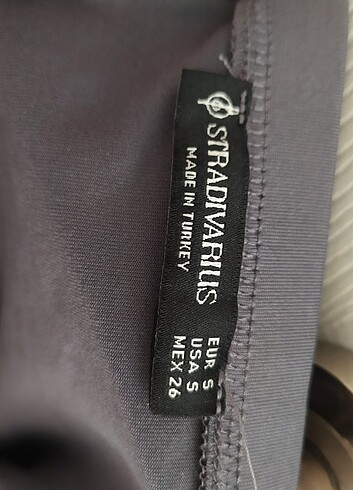 STRADIVARIUS
MADE IN TURKEY
EUR S
USA S
MEX 26